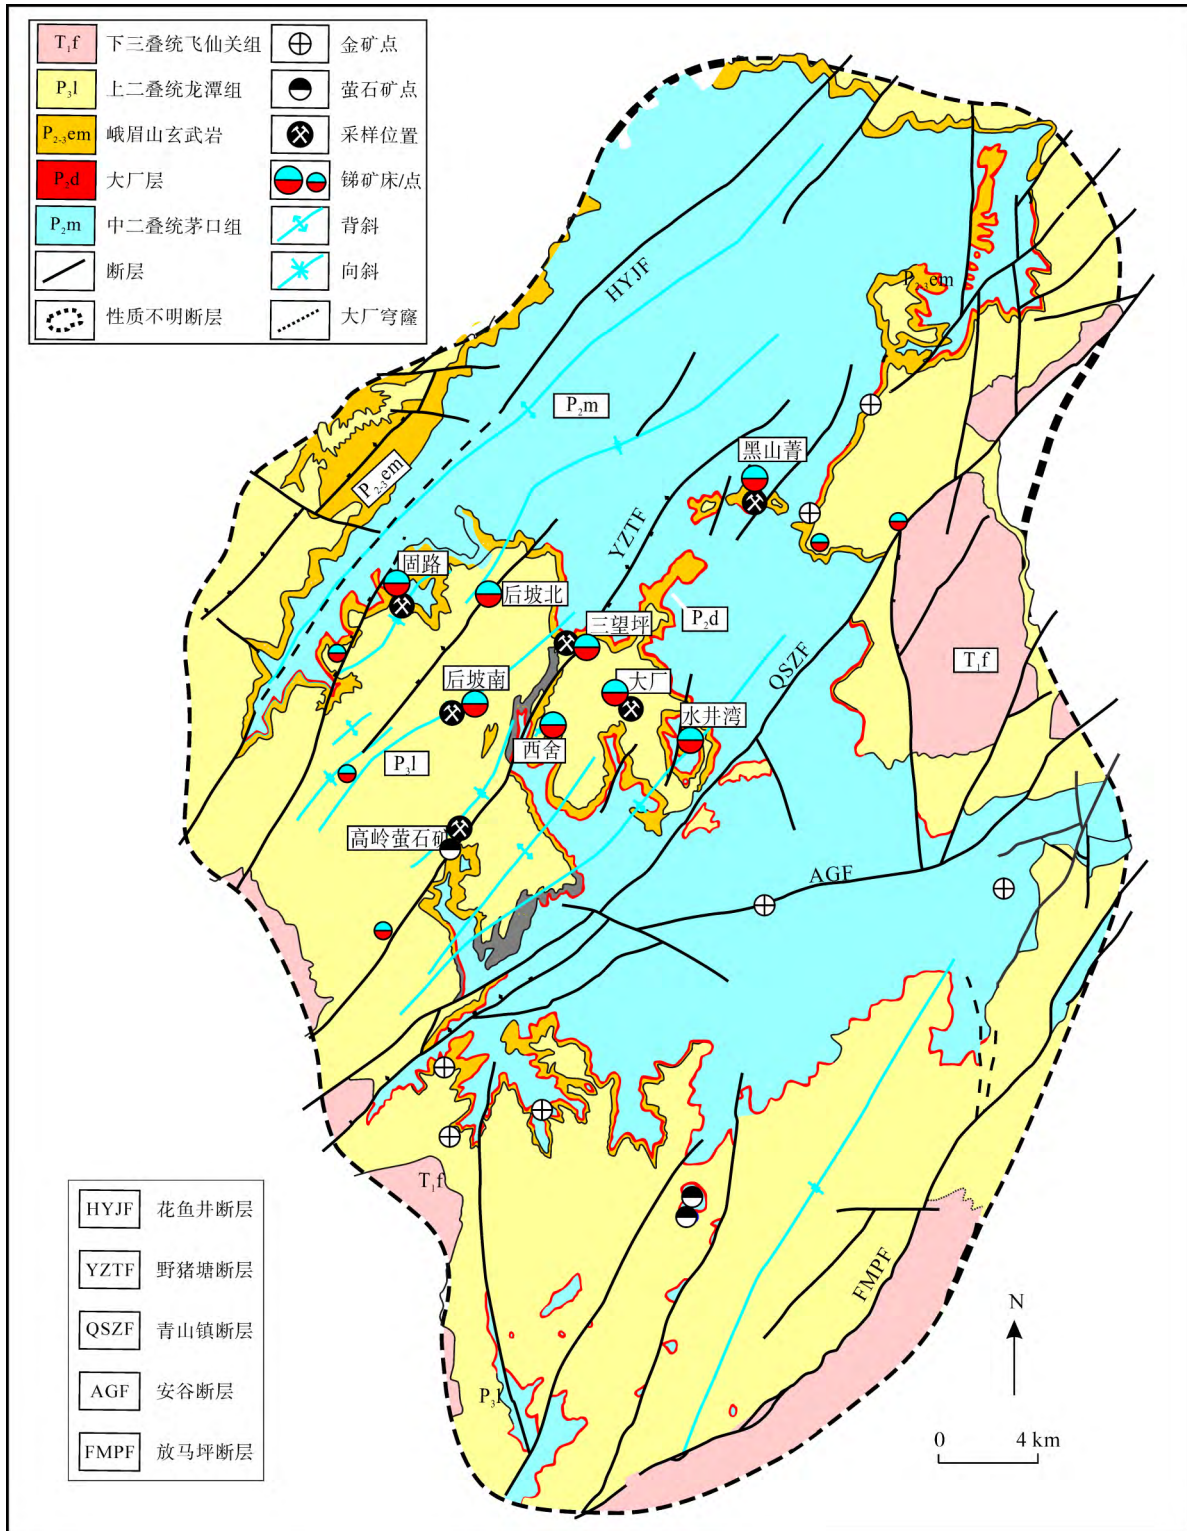 T₁f 下三叠统飞仙关组 金矿点
P₃l 上二叠统龙潭组 萤石矿点
P₂₋₃em 峨眉山玄武岩 采样位置
P₂d 大厂层 锑矿床/点
P₂m 中二叠统茅口组 背斜
断层 向斜
性质不明断层 大厂穹窿
HYJF
P₂₋₃em
P₂m
黑山菁
P₂₋₃em
YZTF
固路
后坡北
P₂d
三望坪
T₁f
QSZF
后坡南
大厂
水井湾
西舍
P₃l
高岭萤石矿
AGF
T₁f
HYJF 花鱼井断层
YZTF 野猪塘断层
QSZF 青山镇断层
AGF 安谷断层
FMPF 放马坪断层
FMPF
N
P₃l
0 4 km